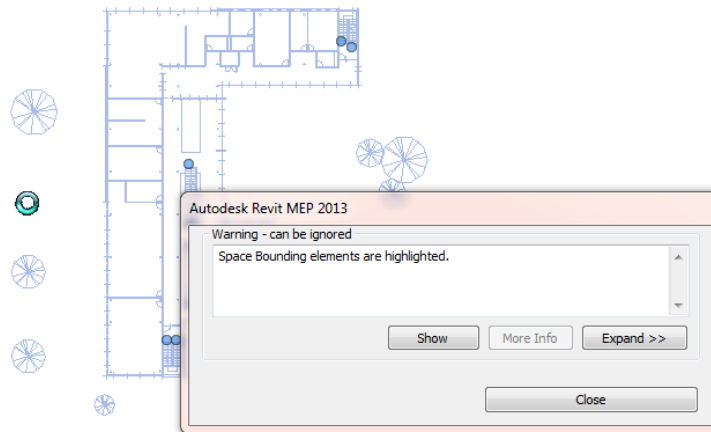 Autodesk Revit MEP 2013
Warning - can be ignored
Space Bounding elements are highlighted.
Show
More Info
Expand >>
Close